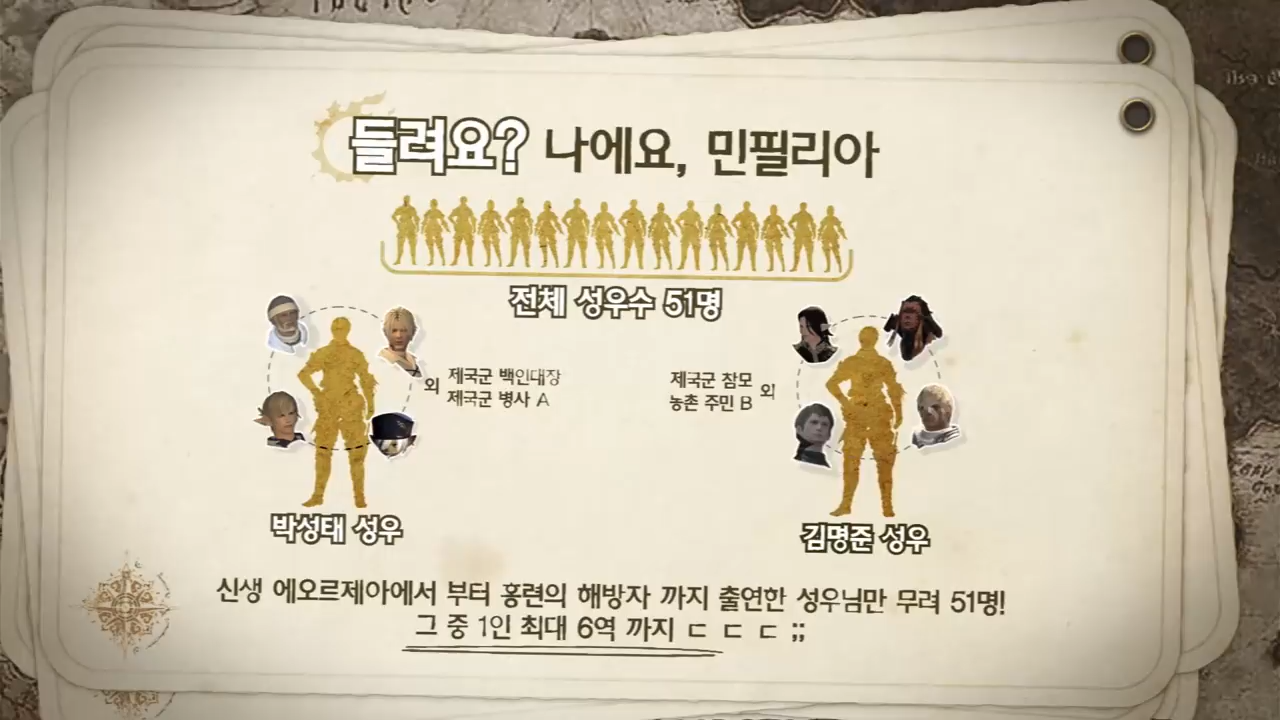 들려요? 나에요, 민필리아
전체 성우수 51명
외 제국군 백인대장
제국군 병사 A
제국군 참모 외
농촌 주민 B
박성태 성우
김명준 성우
신생 에오르제아에서 부터 홍련의 해방자 까지 출연한 성우님만 무려 51명!
그 중 1인 최대 6역 까지 ㄷ ㄷ ㄷ ;;